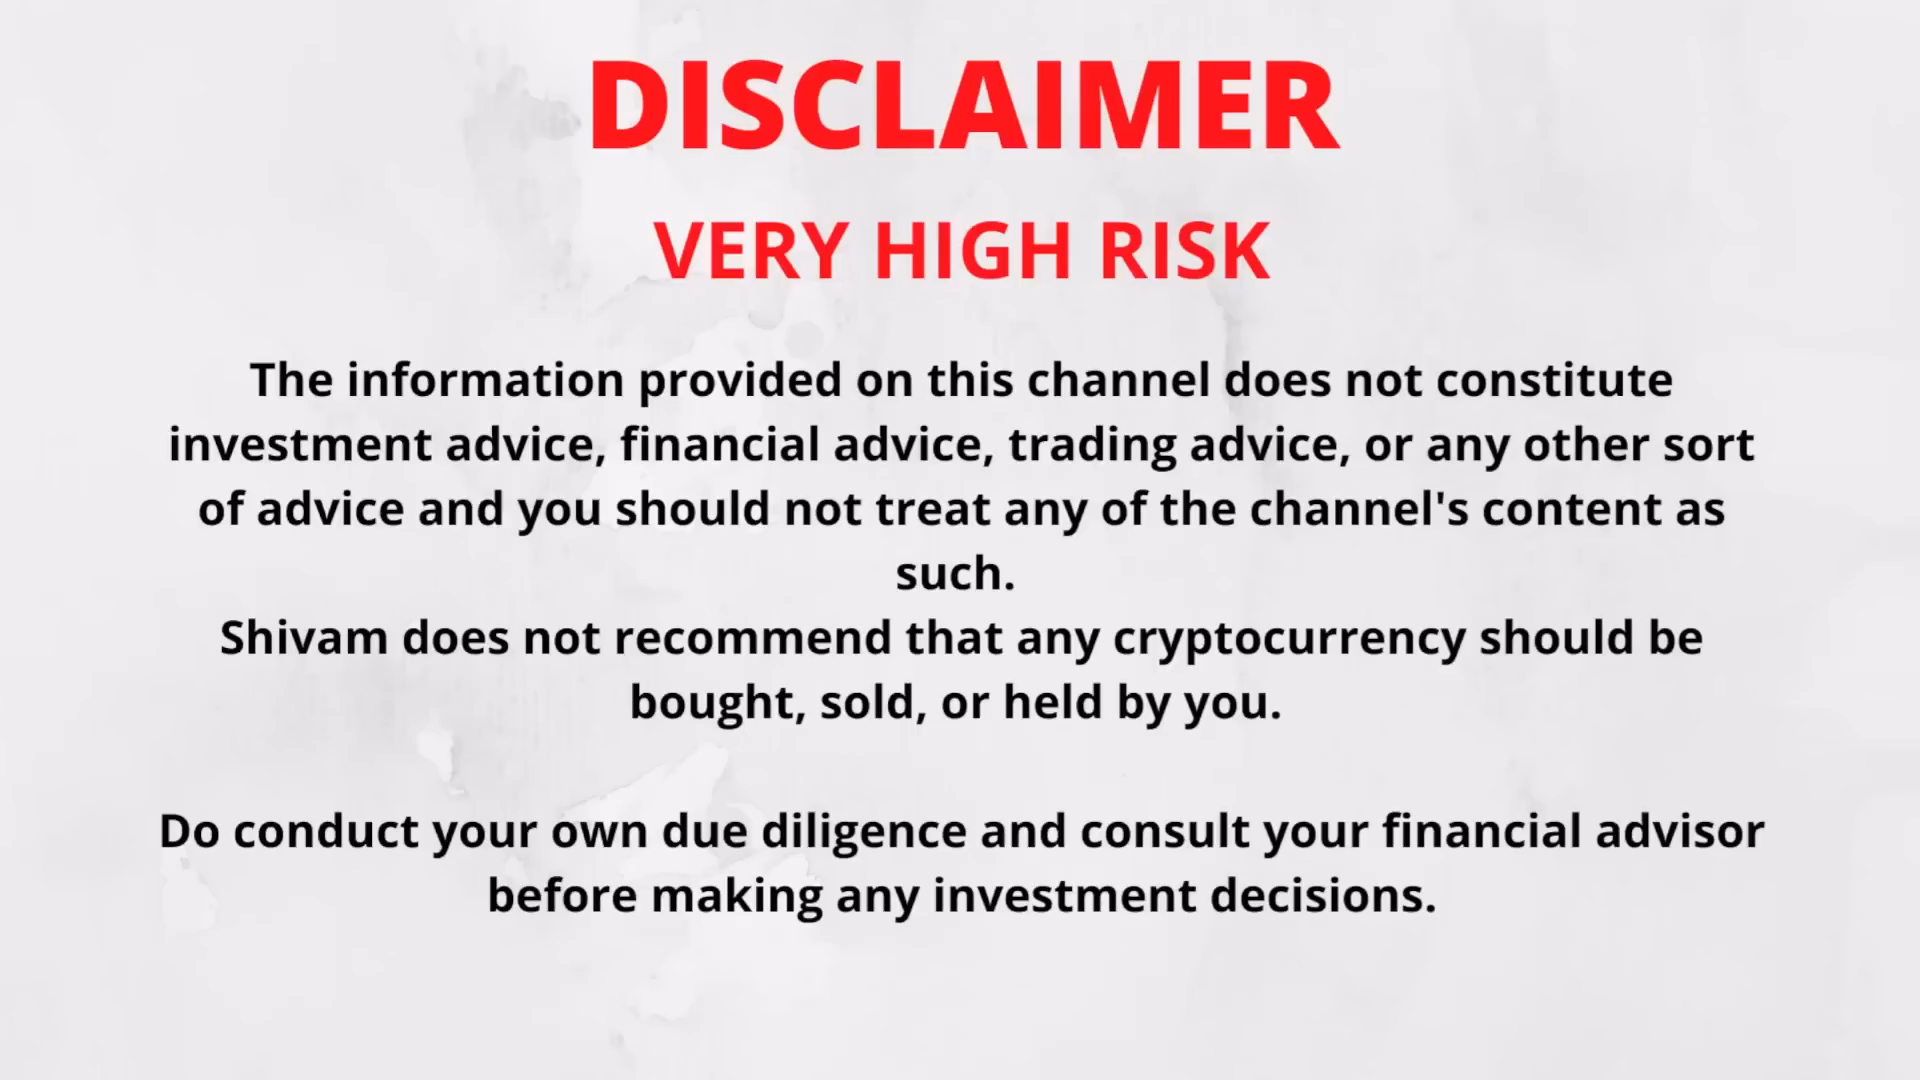 DISCLAIMER
VERY HIGH RISK
The information provided on this channel does not constitute
investment advice, financial advice, trading advice, or any other sort
of advice and you should not treat any of the channel's content as
such.
Shivam does not recommend that any cryptocurrency should be
bought, sold, or held by you.
Do conduct your own due diligence and consult your financial advisor
before making any investment decisions.